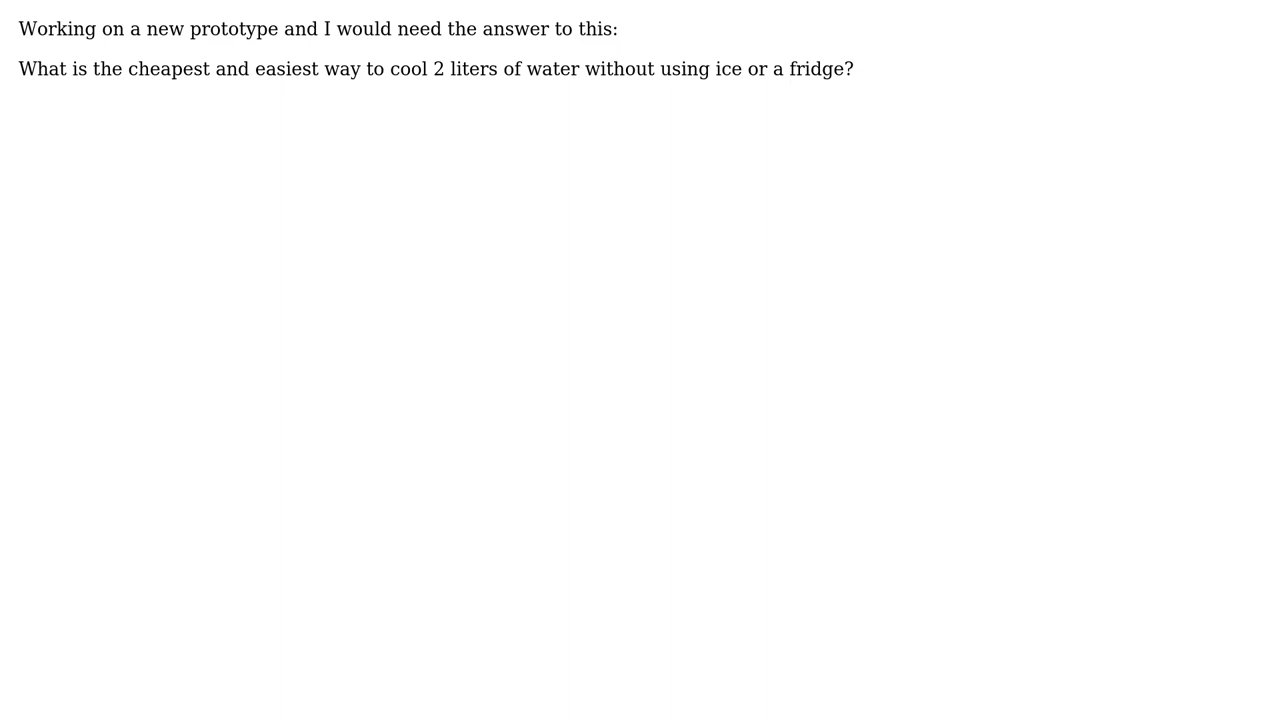 Working on a new prototype and I would need the answer to this:
What is the cheapest and easiest way to cool 2 liters of water without using ice or a fridge?